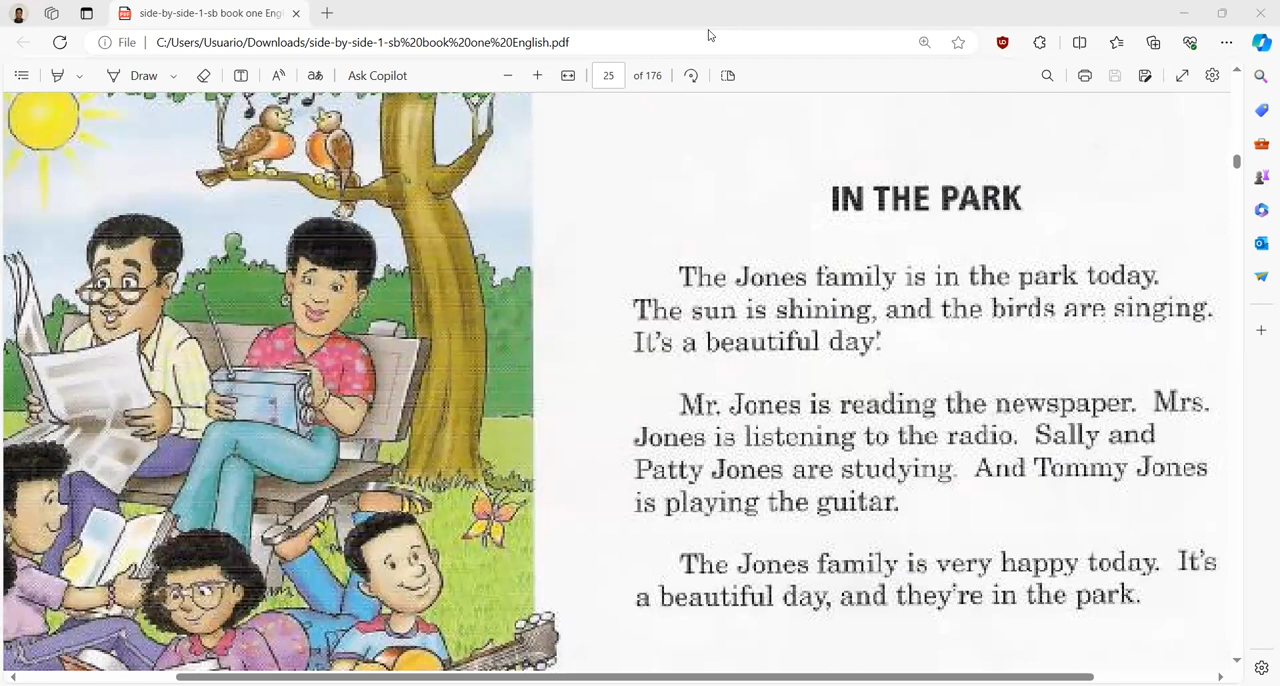 side-by-side-1-sb book one Engl
File C:/Users/Usuario/Downloads/side-by-side-1-sb%20book%20one%20English.pdf
Draw Ask Copilot 25 of 176
IN THE PARK
The Jones family is in the park today.
The sun is shining, and the birds are singing.
It's a beautiful day!
Mr. Jones is reading the newspaper. Mrs.
Jones is listening to the radio. Sally and
Patty Jones are studying. And Tommy Jones
is playing the guitar.
The Jones family is very happy today. It's
a beautiful day, and they're in the park.